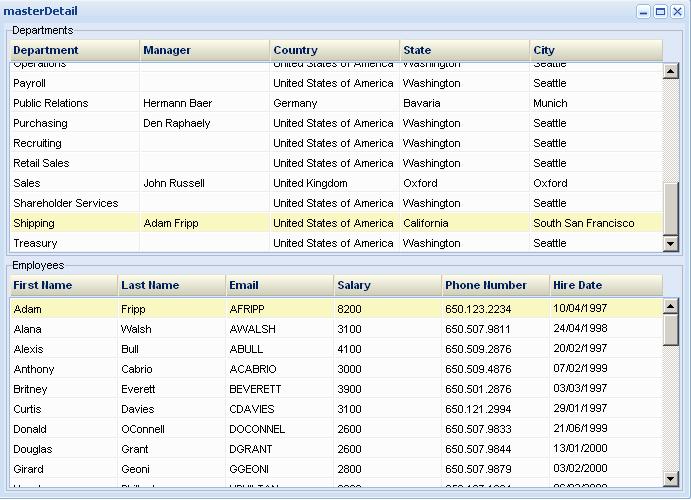 masterDetail
Departments
Department Manager Country State City
Operations United States of America Washington Seattle
Payroll United States of America Washington Seattle
Public Relations Hermann Baer Germany Bavaria Munich
Purchasing Den Raphaely United States of America Washington Seattle
Recruiting United States of America Washington Seattle
Retail Sales United States of America Washington Seattle
Sales John Russell United Kingdom Oxford Oxford
Shareholder Services United States of America Washington Seattle
Shipping Adam Fripp United States of America California South San Francisco
Treasury United States of America Washington Seattle
Employees
First Name Last Name Email Salary Phone Number Hire Date
Adam Fripp AFRIPP 8200 650.123.2234 10/04/1997
Alana Walsh AWALSH 3100 650.507.9811 24/04/1998
Alexis Bull ABULL 4100 650.509.2876 20/02/1997
Anthony Cabrio ACABRIO 3000 650.509.4876 07/02/1999
Britney Everett BEVERETT 3900 650.501.2876 03/03/1997
Curtis Davies CDAVIES 3100 650.121.2994 29/01/1997
Donald OConnell DOCONNEL 2600 650.507.9833 21/06/1999
Douglas Grant DGRANT 2600 650.507.9844 13/01/2000
Girard Geoni GGEONI 2800 650.507.9879 03/02/2000